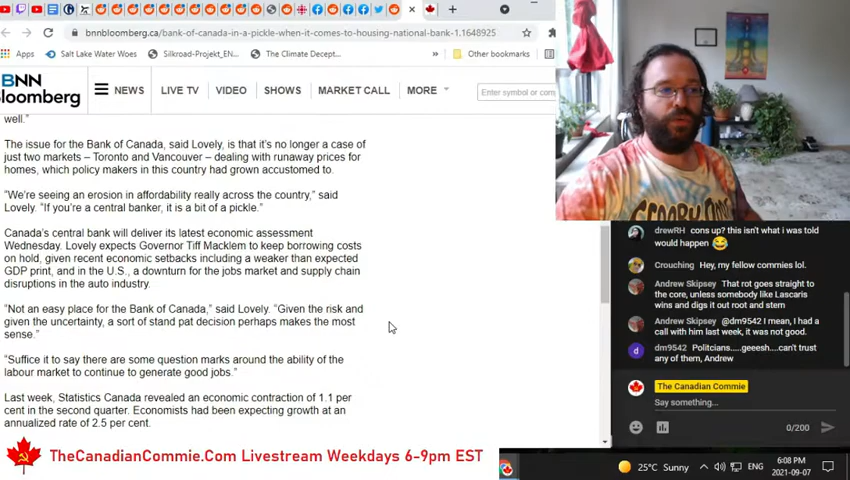 bnnbloomberg.ca/bank-of-canada-in-a-pickle-when-it-comes-to-housing-national-bank-1.1648925
Apps
Salt Lake Water Woes
Silkroad-Projekt_EN...
The Climate Decept...
»
Other bookmarks
BNN
Bloomberg
NEWS
LIVE TV
VIDEO
SHOWS
MARKET CALL
MORE
Enter symbol or comp
well.”
The issue for the Bank of Canada, said Lovely, is that it’s no longer a case of
just two markets – Toronto and Vancouver – dealing with runaway prices for
homes, which policy makers in this country had grown accustomed to.
“We’re seeing an erosion in affordability really across the country,” said
Lovely. “If you’re a central banker, it is a bit of a pickle.”
Canada’s central bank will deliver its latest economic assessment
Wednesday. Lovely expects Governor Tiff Macklem to keep borrowing costs
on hold, given recent economic setbacks including a weaker than expected
GDP print, and in the U.S., a downturn for the jobs market and supply chain
disruptions in the auto industry.
“Not an easy place for the Bank of Canada,” said Lovely. “Given the risk and
given the uncertainty, a sort of stand pat decision perhaps makes the most
sense.”
“Suffice it to say there are some question marks around the ability of the
labour market to continue to generate good jobs.”
Last week, Statistics Canada revealed an economic contraction of 1.1 per
cent in the second quarter. Economists had been expecting growth at an
annualized rate of 2.5 per cent.
drewRH cons up? this isn't what i was told
would happen
Crouching Hey, my fellow commies lol.
Andrew Skipsey That rot goes straight to
the core, unless somebody like Lascaris
wins and digs it out root and stem
Andrew Skipsey @dm9542 I mean, I had a
call with him last week, it was not good.
d
dm9542 Politcians.....geeesh....can't trust
any of them, Andrew
The Canadian Commie
Say something...
0/200
TheCanadianCommie.Com Livestream Weekdays 6-9pm EST
25°C Sunny
ENG
6:08 PM
2021-09-07